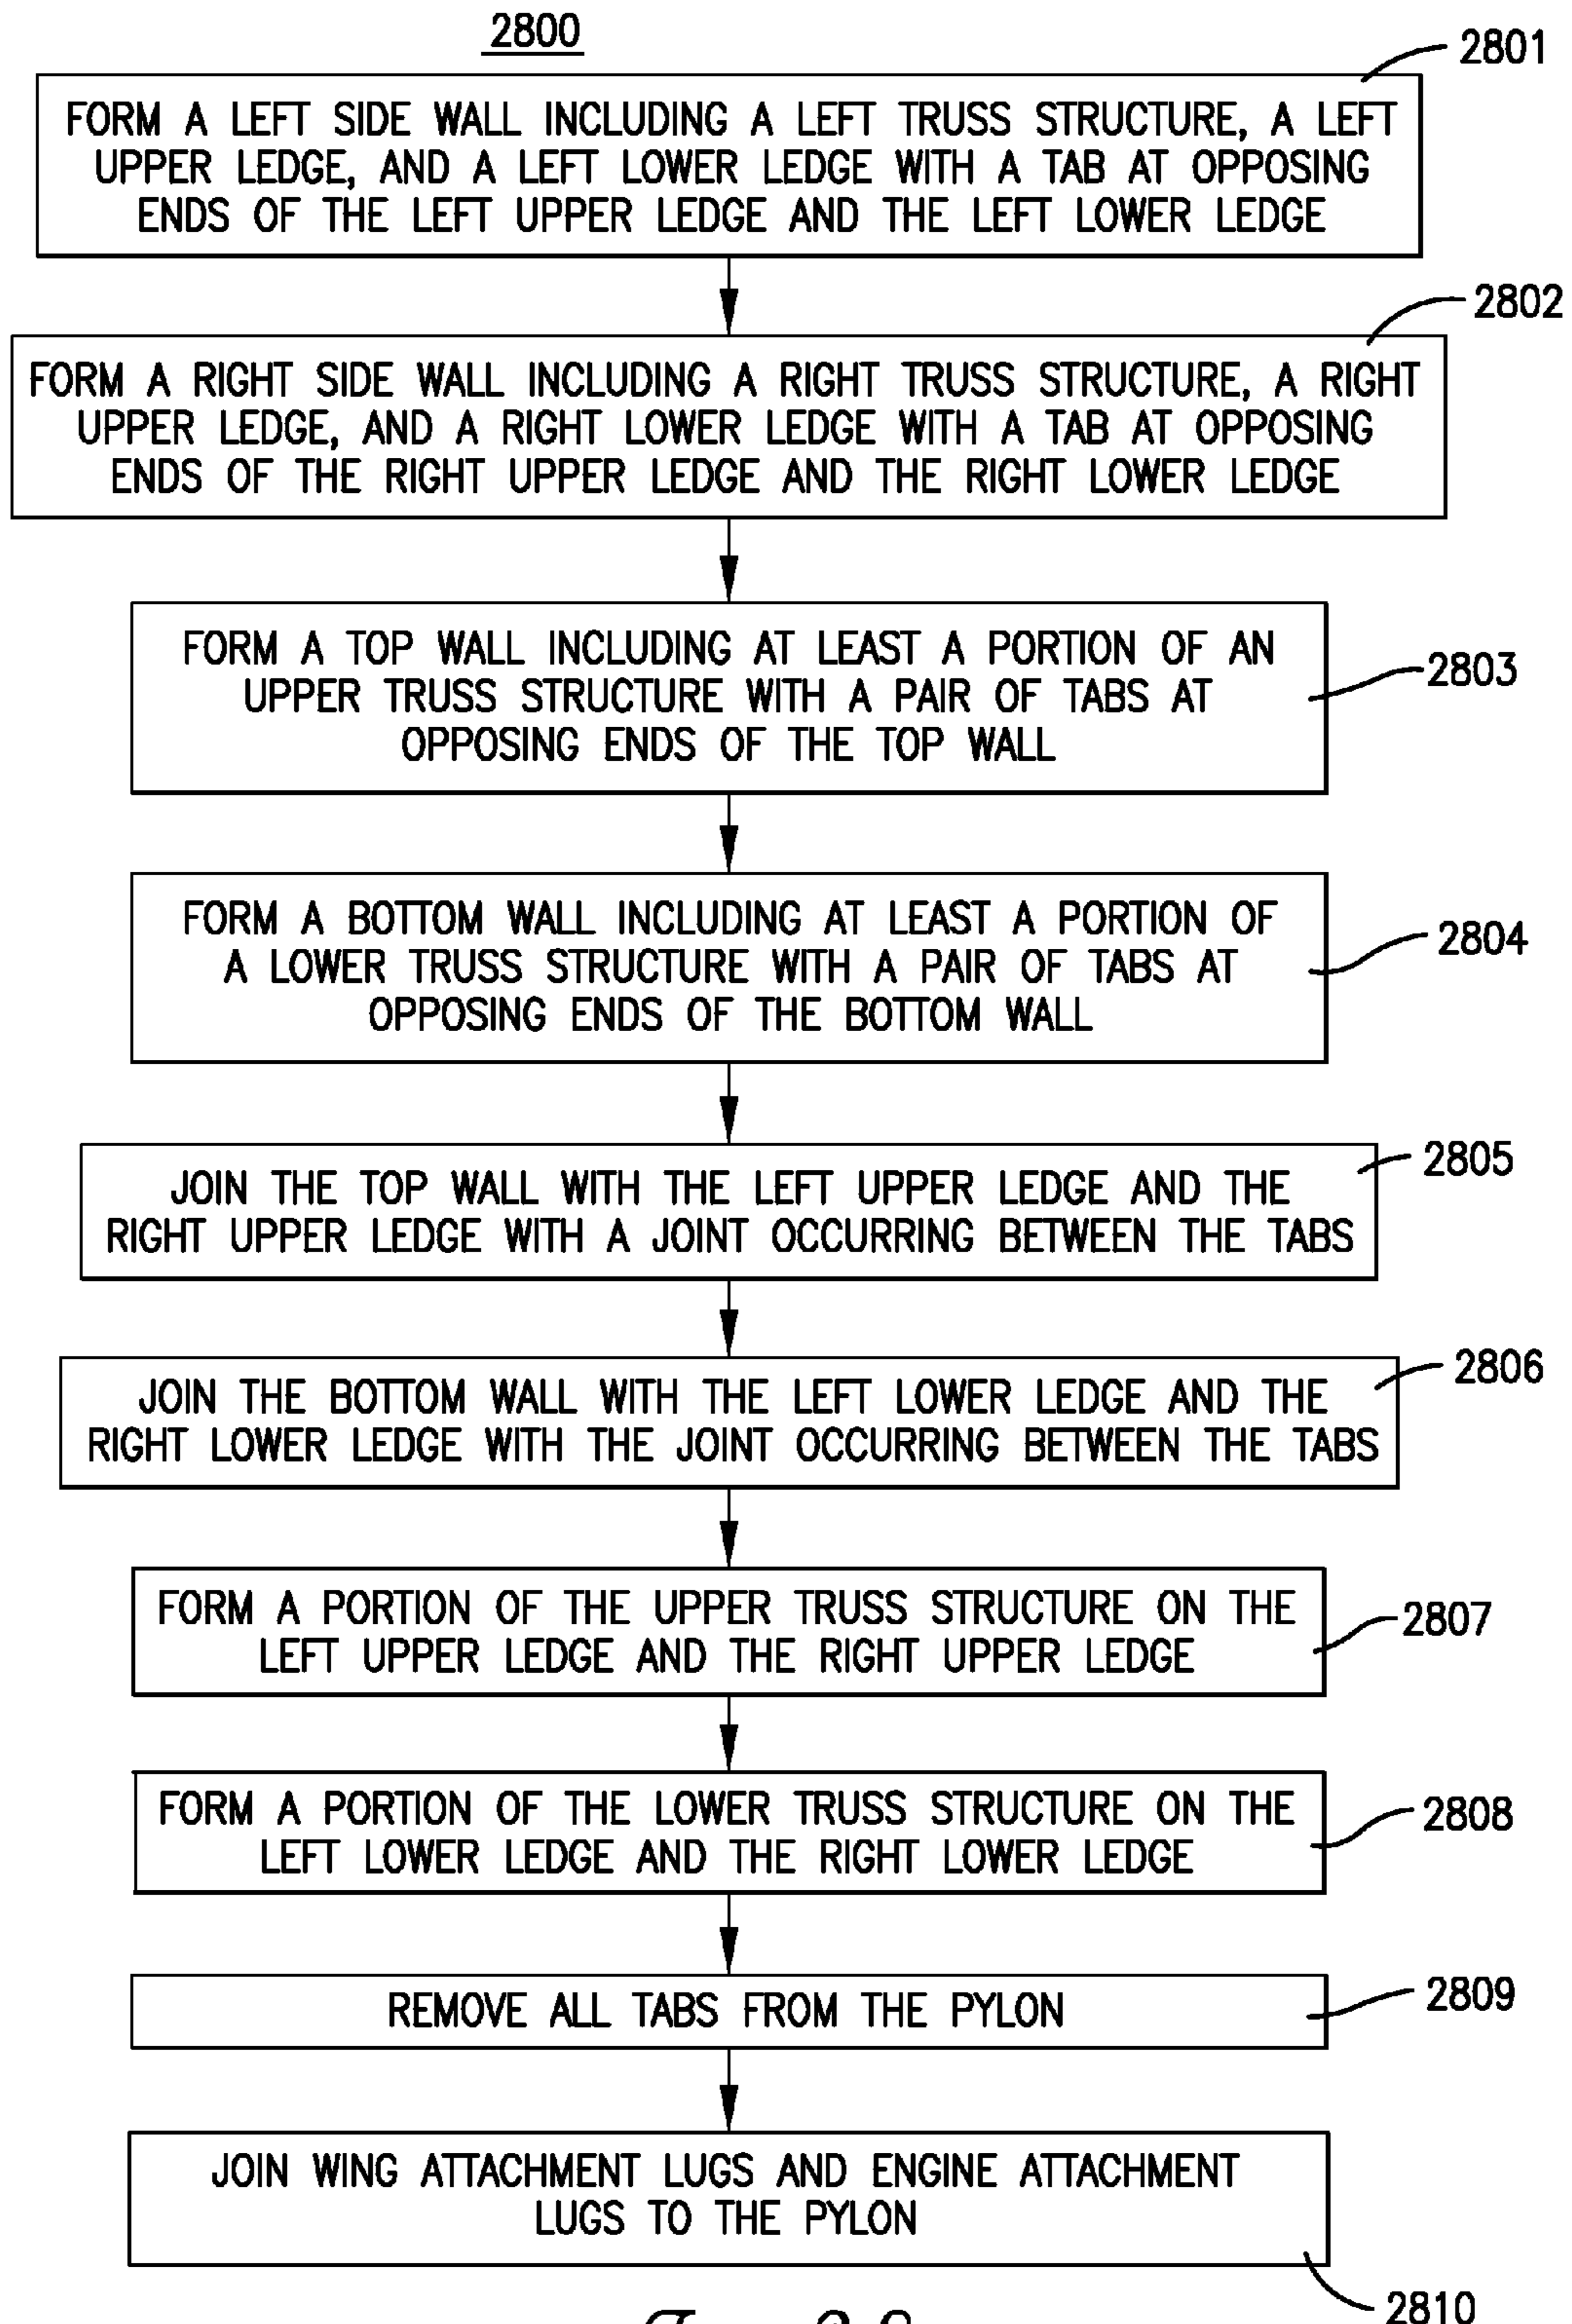 2800
2801
FORM A LEFT SIDE WALL INCLUDING A LEFT TRUSS STRUCTURE, A LEFT
UPPER LEDGE, AND A LEFT LOWER LEDGE WITH A TAB AT OPPOSING
ENDS OF THE LEFT UPPER LEDGE AND THE LEFT LOWER LEDGE
2802
FORM A RIGHT SIDE WALL INCLUDING A RIGHT TRUSS STRUCTURE, A RIGHT
UPPER LEDGE, AND A RIGHT LOWER LEDGE WITH A TAB AT OPPOSING
ENDS OF THE RIGHT UPPER LEDGE AND THE RIGHT LOWER LEDGE
FORM A TOP WALL INCLUDING AT LEAST A PORTION OF AN
UPPER TRUSS STRUCTURE WITH A PAIR OF TABS AT
OPPOSING ENDS OF THE TOP WALL
2803
FORM A BOTTOM WALL INCLUDING AT LEAST A PORTION OF
A LOWER TRUSS STRUCTURE WITH A PAIR OF TABS AT
OPPOSING ENDS OF THE BOTTOM WALL
2804
JOIN THE TOP WALL WITH THE LEFT UPPER LEDGE AND THE
RIGHT UPPER LEDGE WITH A JOINT OCCURRING BETWEEN THE TABS
2805
JOIN THE BOTTOM WALL WITH THE LEFT LOWER LEDGE AND THE
RIGHT LOWER LEDGE WITH THE JOINT OCCURRING BETWEEN THE TABS
2806
FORM A PORTION OF THE UPPER TRUSS STRUCTURE ON THE
LEFT UPPER LEDGE AND THE RIGHT UPPER LEDGE
2807
FORM A PORTION OF THE LOWER TRUSS STRUCTURE ON THE
LEFT LOWER LEDGE AND THE RIGHT LOWER LEDGE
2808
REMOVE ALL TABS FROM THE PYLON
2809
JOIN WING ATTACHMENT LUGS AND ENGINE ATTACHMENT
LUGS TO THE PYLON
2810